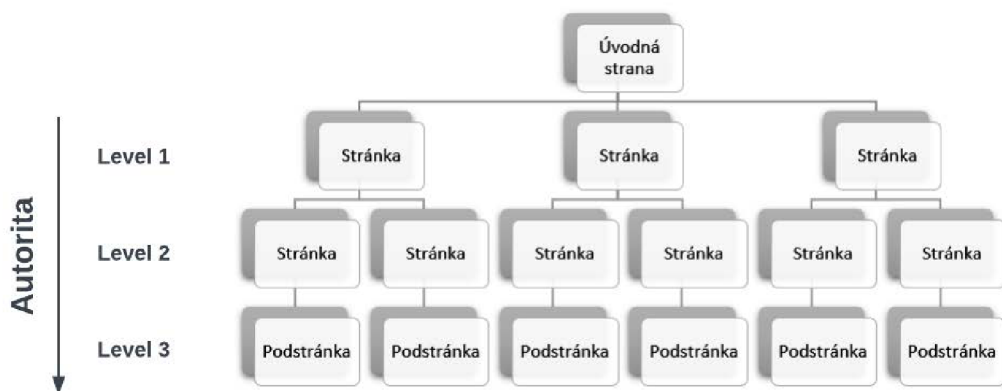 Úvodná
strana
Autorita
Level 1
Stránka
Stránka
Stránka
Level 2
Stránka
Stránka
Stránka
Stránka
Stránka
Stránka
Level 3
Podstránka
Podstránka
Podstránka
Podstránka
Podstránka
Podstránka